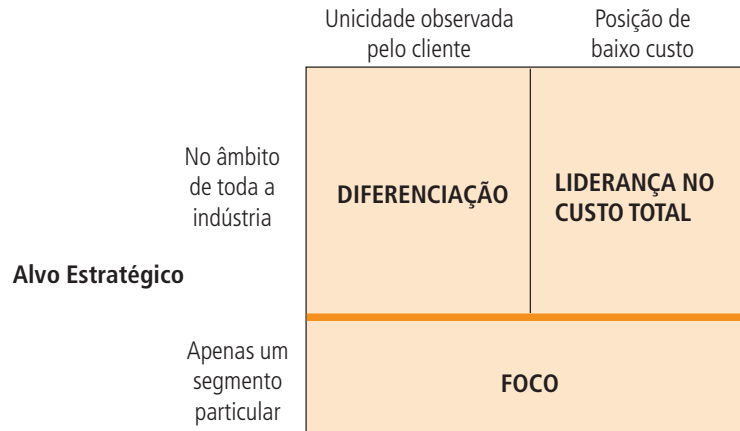 Unicidade observada
pelo cliente
Posição de
baixo custo
No âmbito
de toda a
indústria
DIFERENCIAÇÃO
LIDERANÇA NO
CUSTO TOTAL
Alvo Estratégico
Apenas um
segmento
particular
FOCO